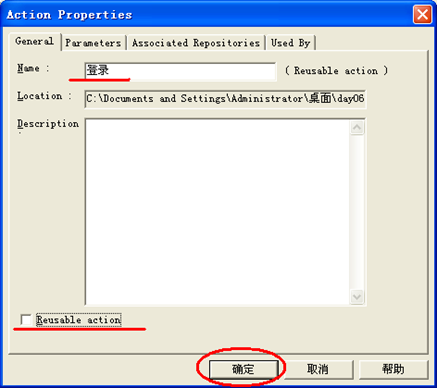 Action Properties
General Parameters Associated Repositories Used By
Name : 登录 ( Reusable action )
Location : C:\Documents and Settings\Administrator\桌面\day06
Description:
Reusable action
确定 取消 帮助